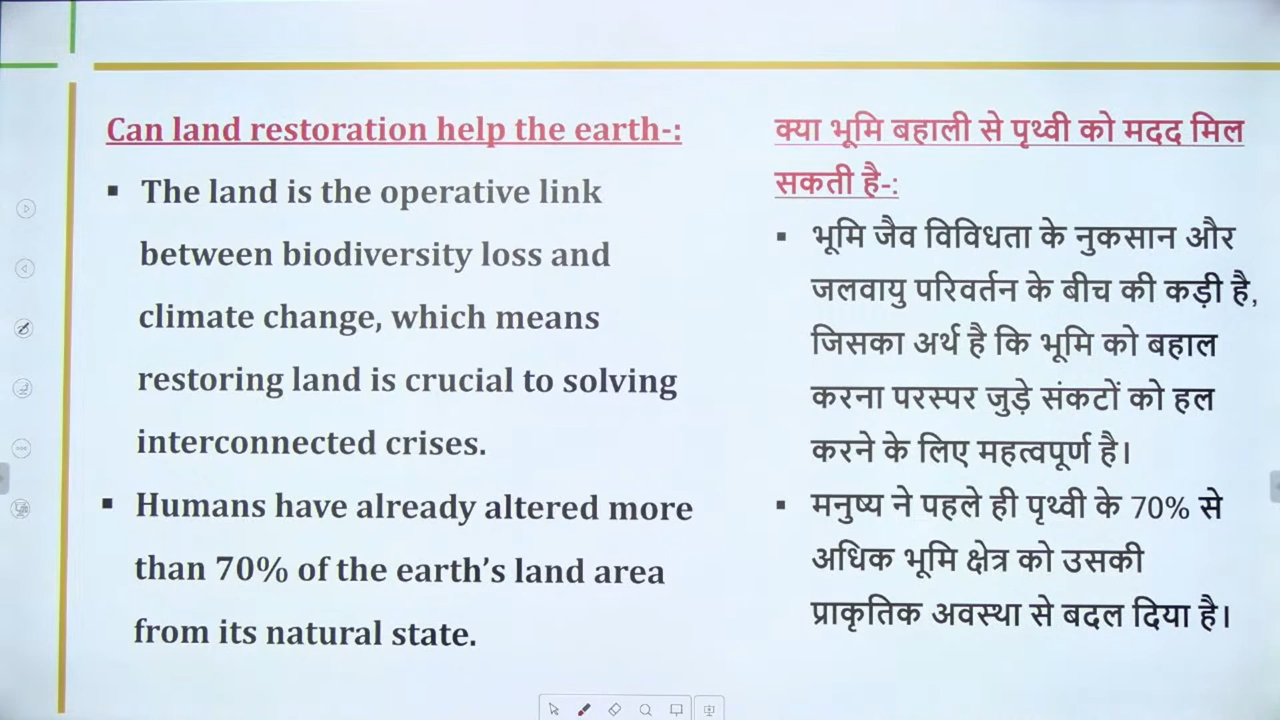 Can land restoration help the earth-:
▪ The land is the operative link
between biodiversity loss and
climate change, which means
restoring land is crucial to solving
interconnected crises.
▪ Humans have already altered more
than 70% of the earth’s land area
from its natural state.
क्या भूमि बहाली से पृथ्वी को मदद मिल
सकती है-:
▪ भूमि जैव विविधता के नुकसान और
जलवायु परिवर्तन के बीच की कड़ी है,
जिसका अर्थ है कि भूमि को बहाल
करना परस्पर जुड़े संकटों को हल
करने के लिए महत्वपूर्ण है।
▪ मनुष्य ने पहले ही पृथ्वी के 70% से
अधिक भूमि क्षेत्र को उसकी
प्राकृतिक अवस्था से बदल दिया है।